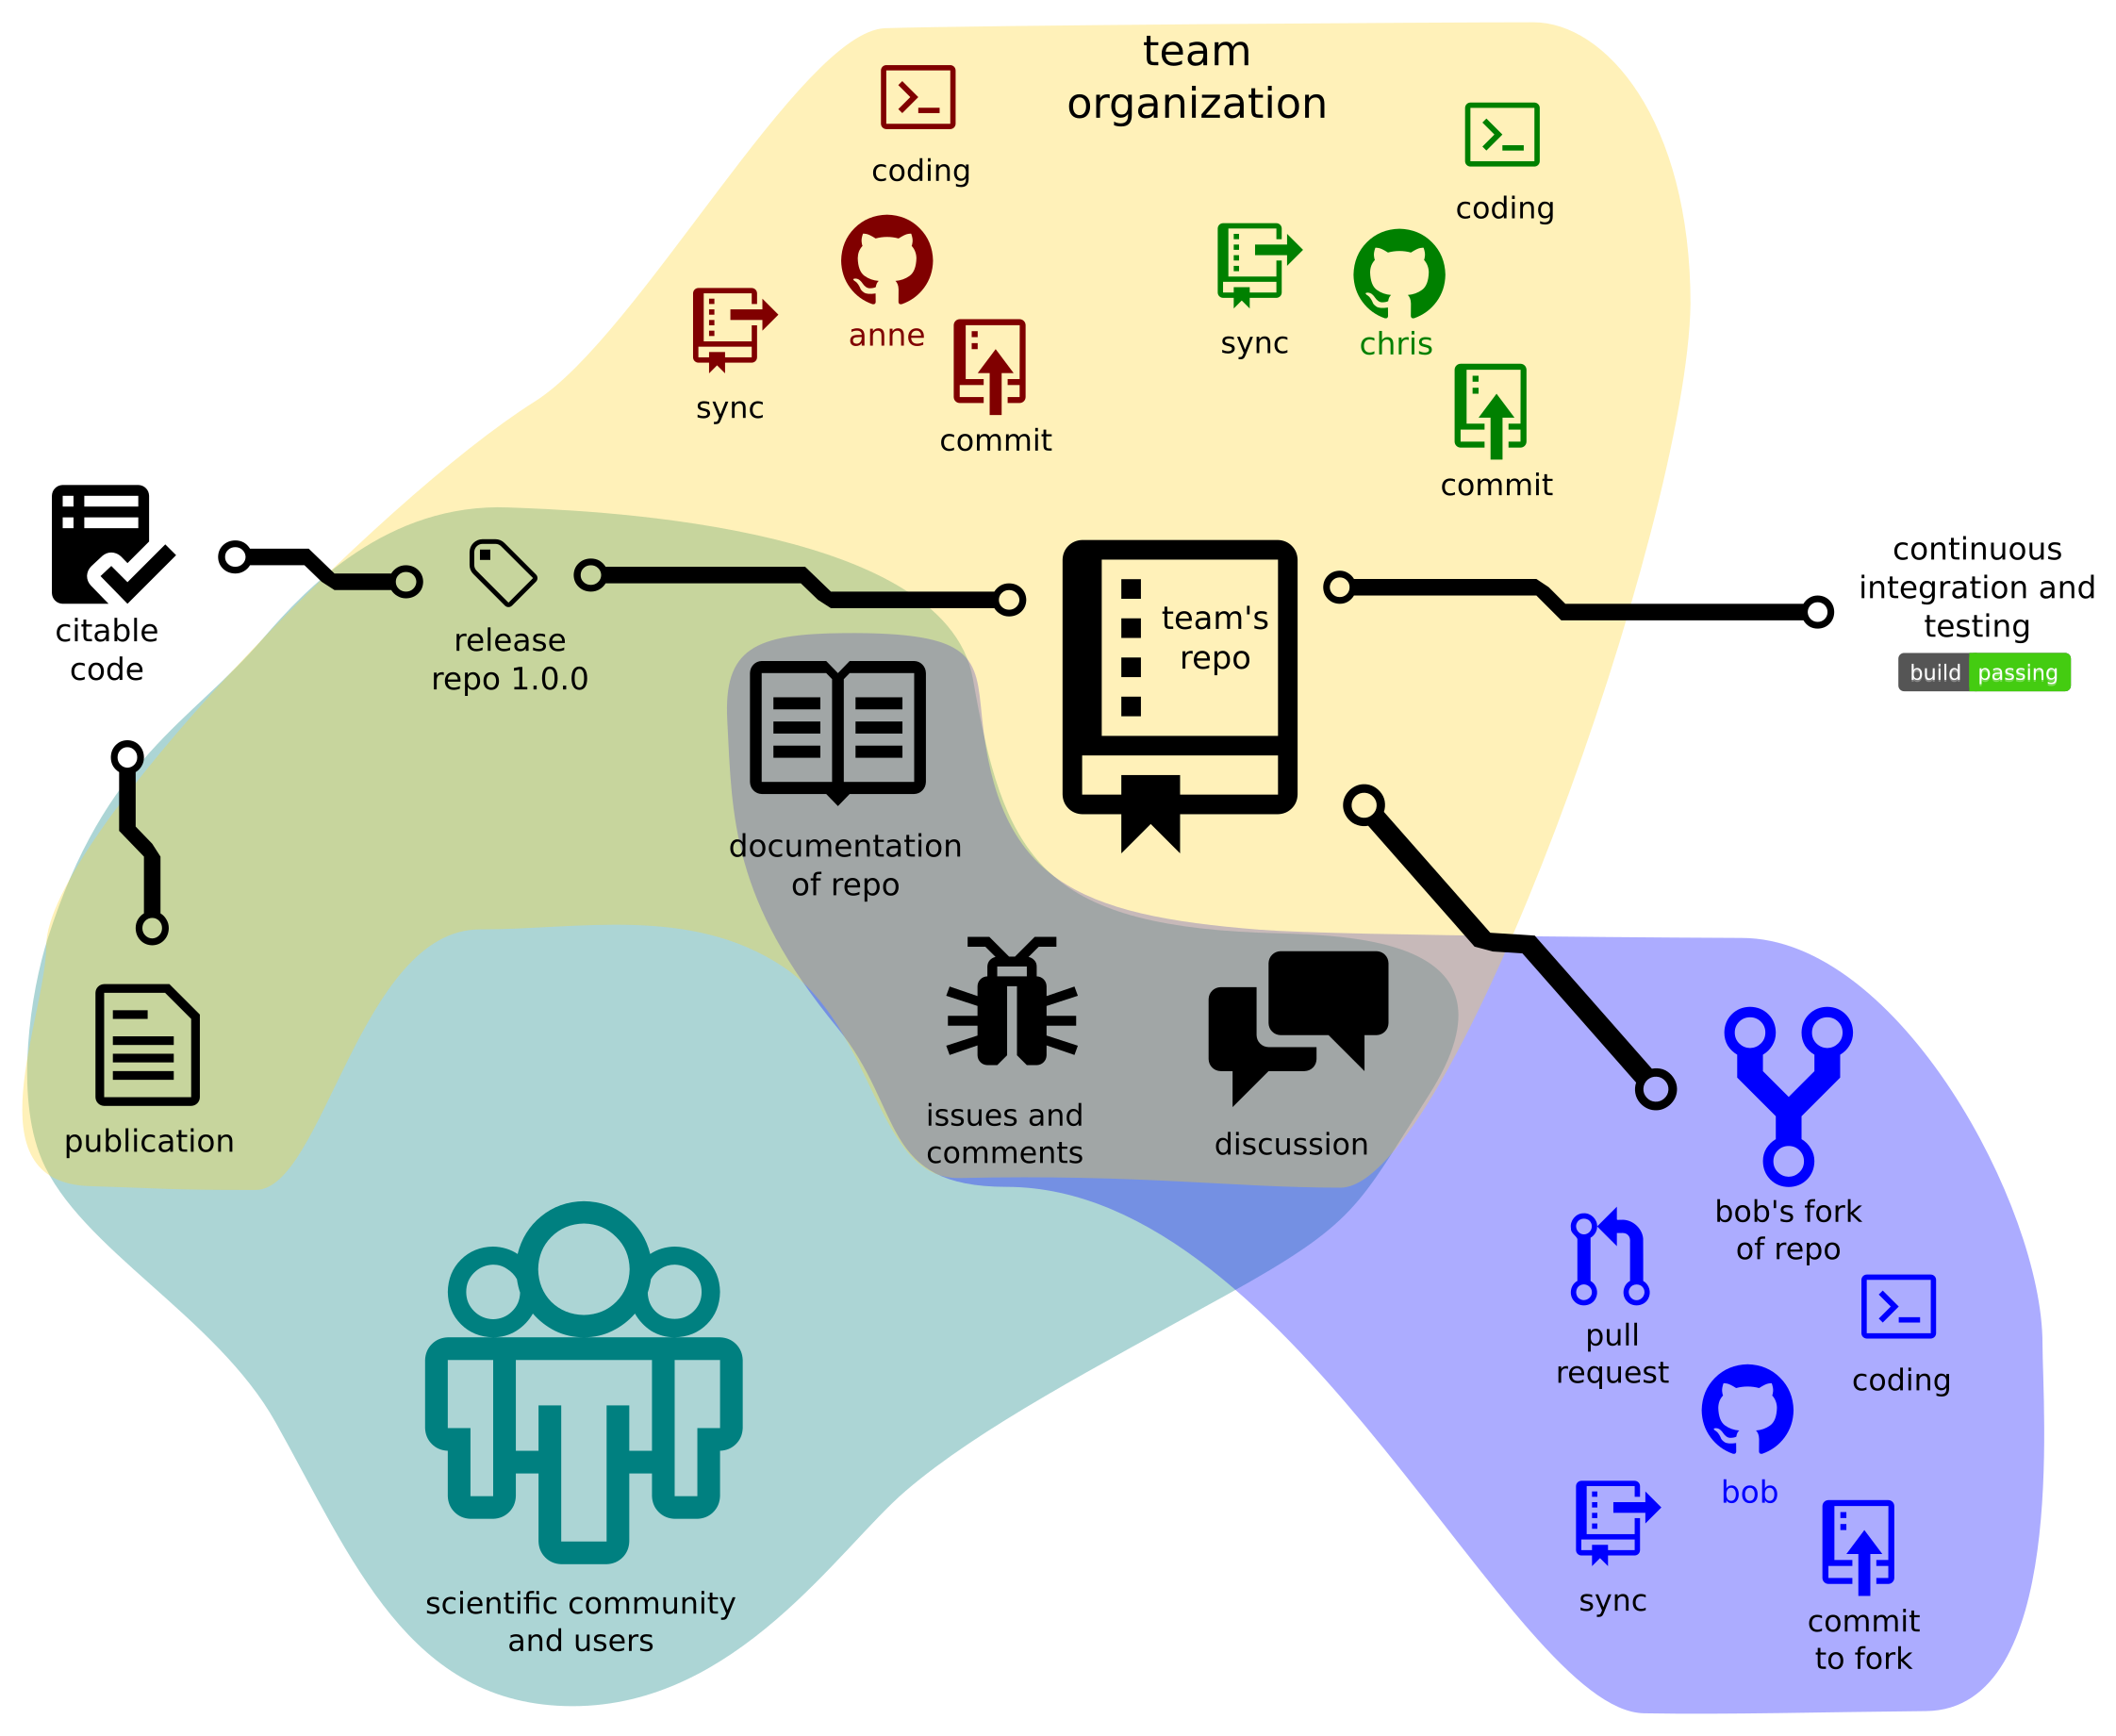 team
organization
coding
coding
anne
chris
sync
sync
commit
commit
citable
code
release
repo 1.0.0
team's
repo
continuous
integration and
testing
build passing
documentation
of repo
publication
issues and
comments
discussion
bob's fork
of repo
pull
request
coding
bob
sync
commit
to fork
scientific community
and users